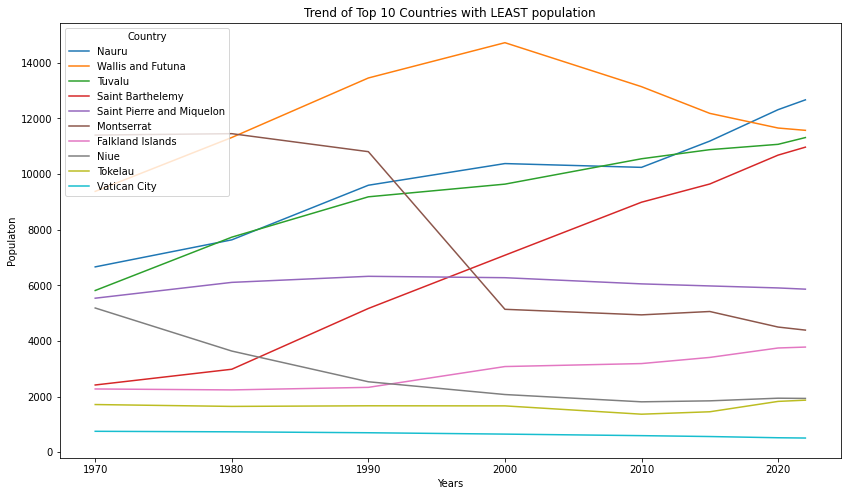 Trend of Top 10 Countries with LEAST population
Country
Nauru
Wallis and Futuna
Tuvalu
Saint Barthelemy
Saint Pierre and Miquelon
Montserrat
Falkland Islands
Niue
Tokelau
Vatican City
Populaton
14000
12000
10000
8000
6000
4000
2000
0
1970 1980 1990 2000 2010 2020
Years